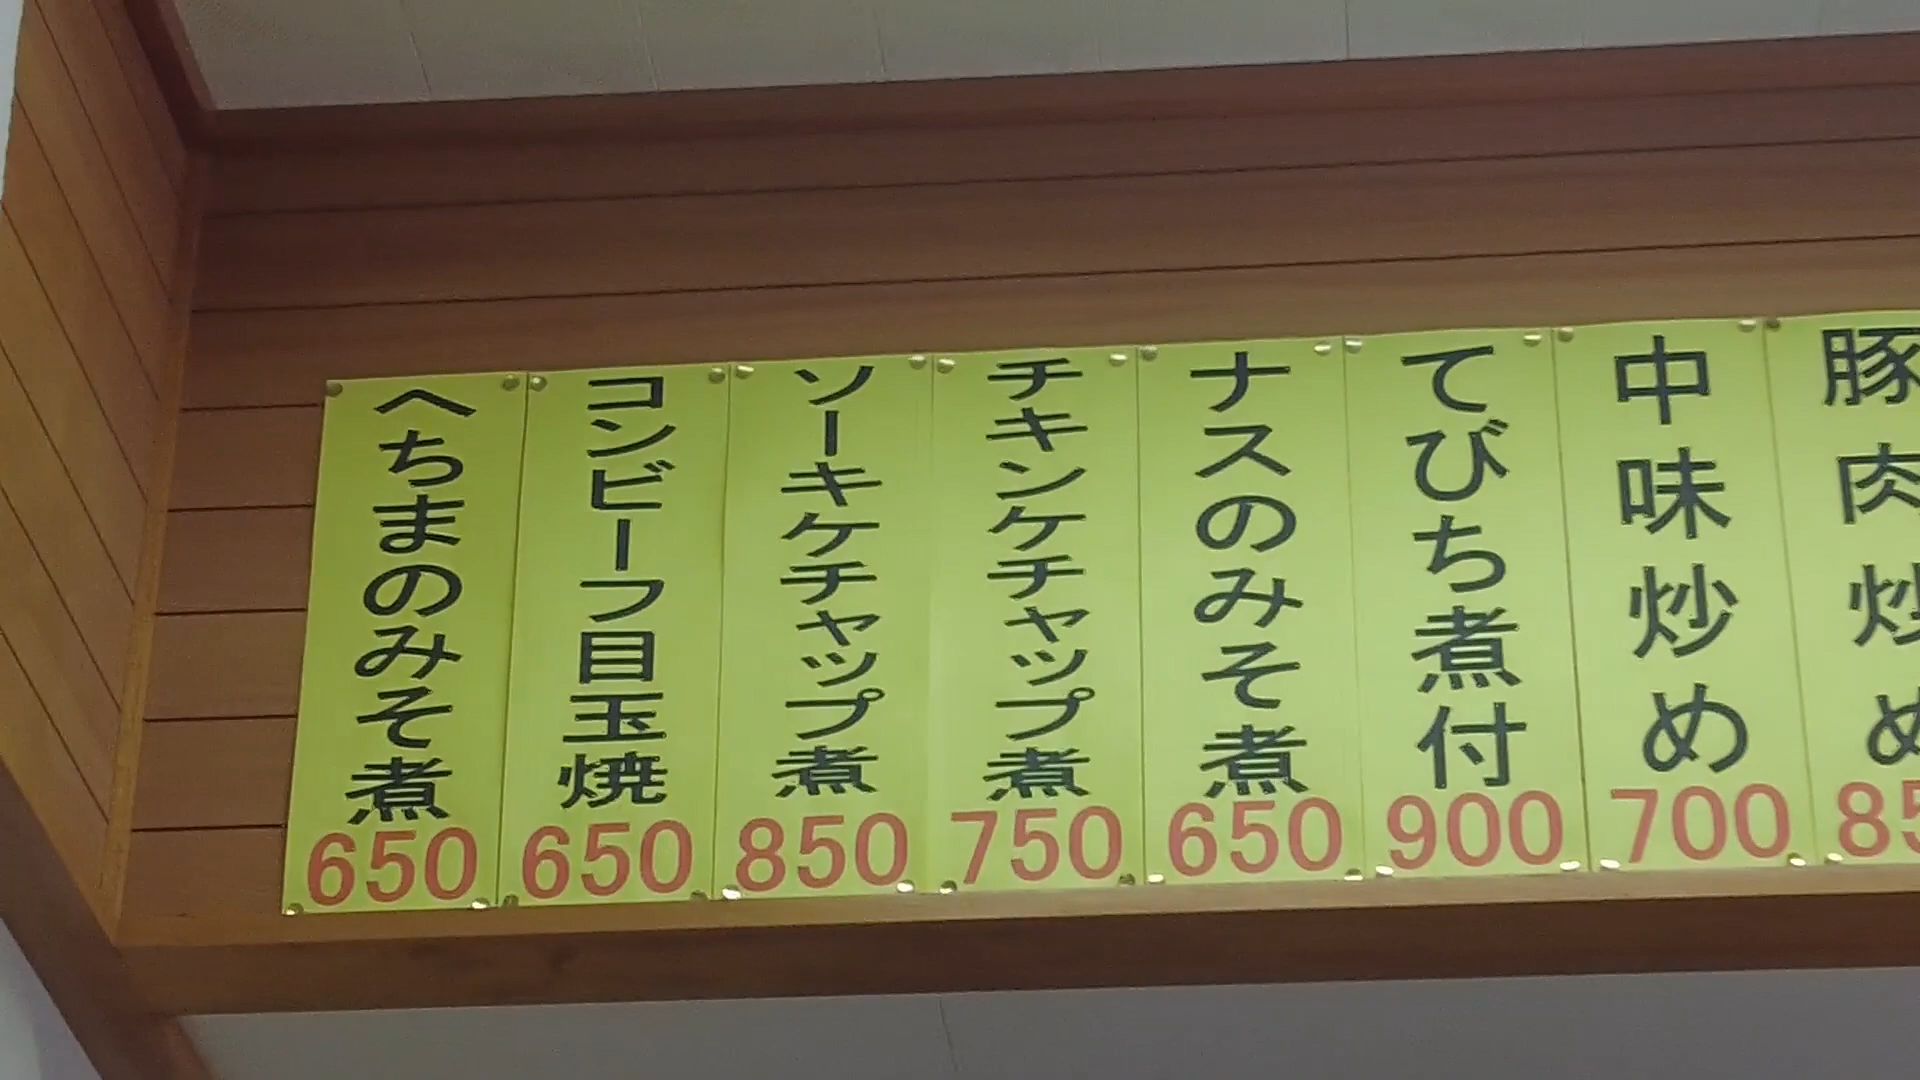 へちまのみそ煮
650
コンビーフ目玉焼
650
ソーキケチャップ煮
850
チキンケチャップ煮
750
ナスのみそ煮
650
てびち煮付
900
中味炒め
700
豚肉炒め
85